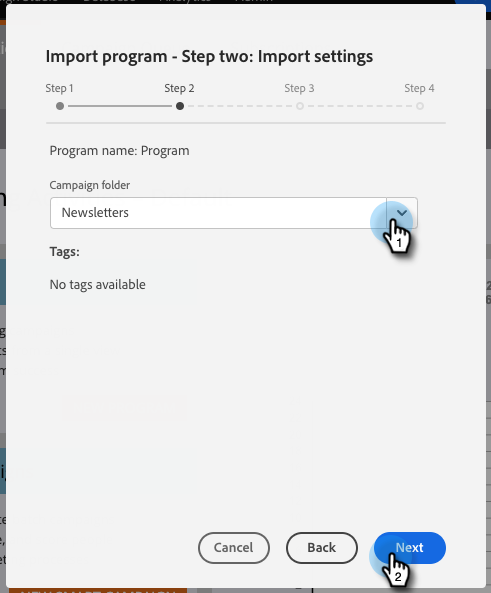 Import program - Step two: Import settings
Step 1 Step 2 Step 3 Step 4
Program name: Program
Campaign folder
Newsletters
1
Tags:
No tags available
Cancel Back Next
2